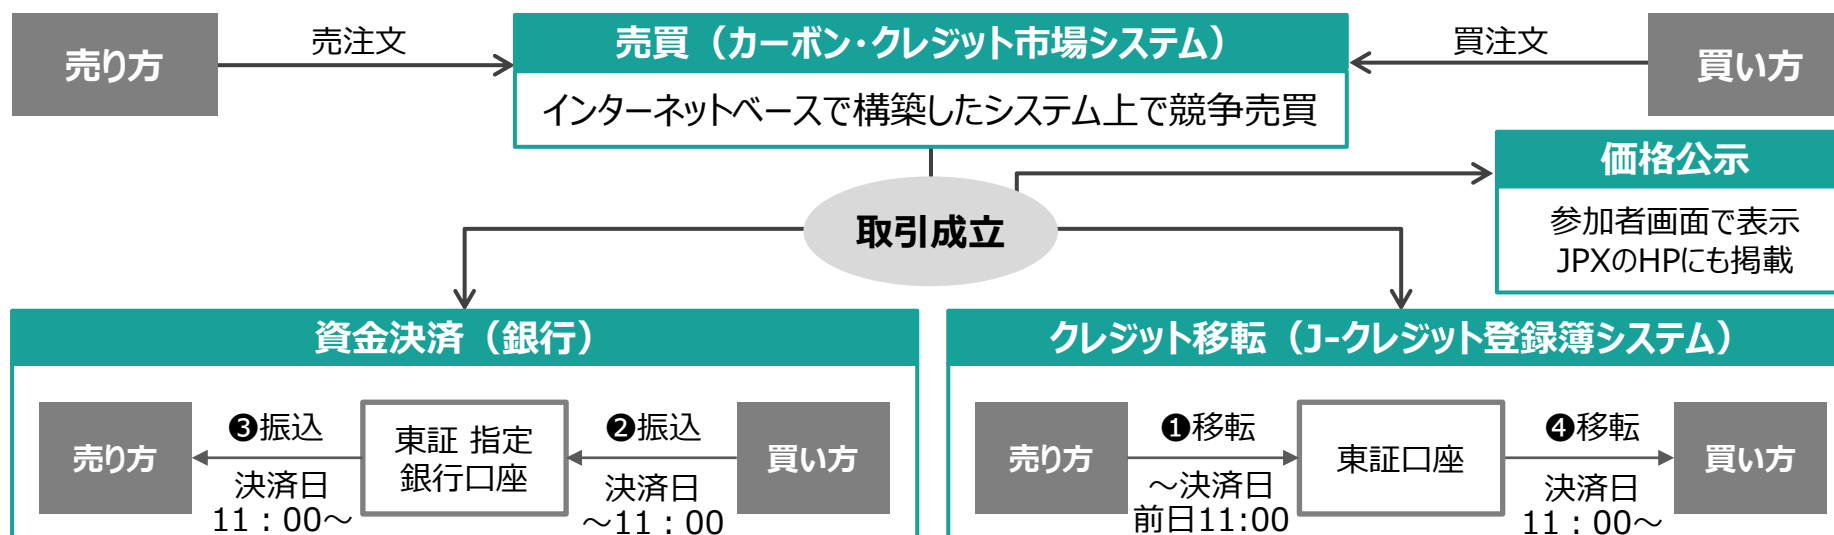 売り方
売注文
売買（カーボン・クレジット市場システム）
買注文
買い方
インターネットベースで構築したシステム上で競争売買
価格公示
参加者画面で表示
JPXのHPにも掲載
取引成立
資金決済（銀行）
売り方
❸振込
決済日
11：00～
東証 指定
銀行口座
❷振込
決済日
～11：00
買い方
クレジット移転（J-クレジット登録簿システム）
売り方
❶移転
～決済日
前日11:00
東証口座
❹移転
決済日
11：00～
買い方